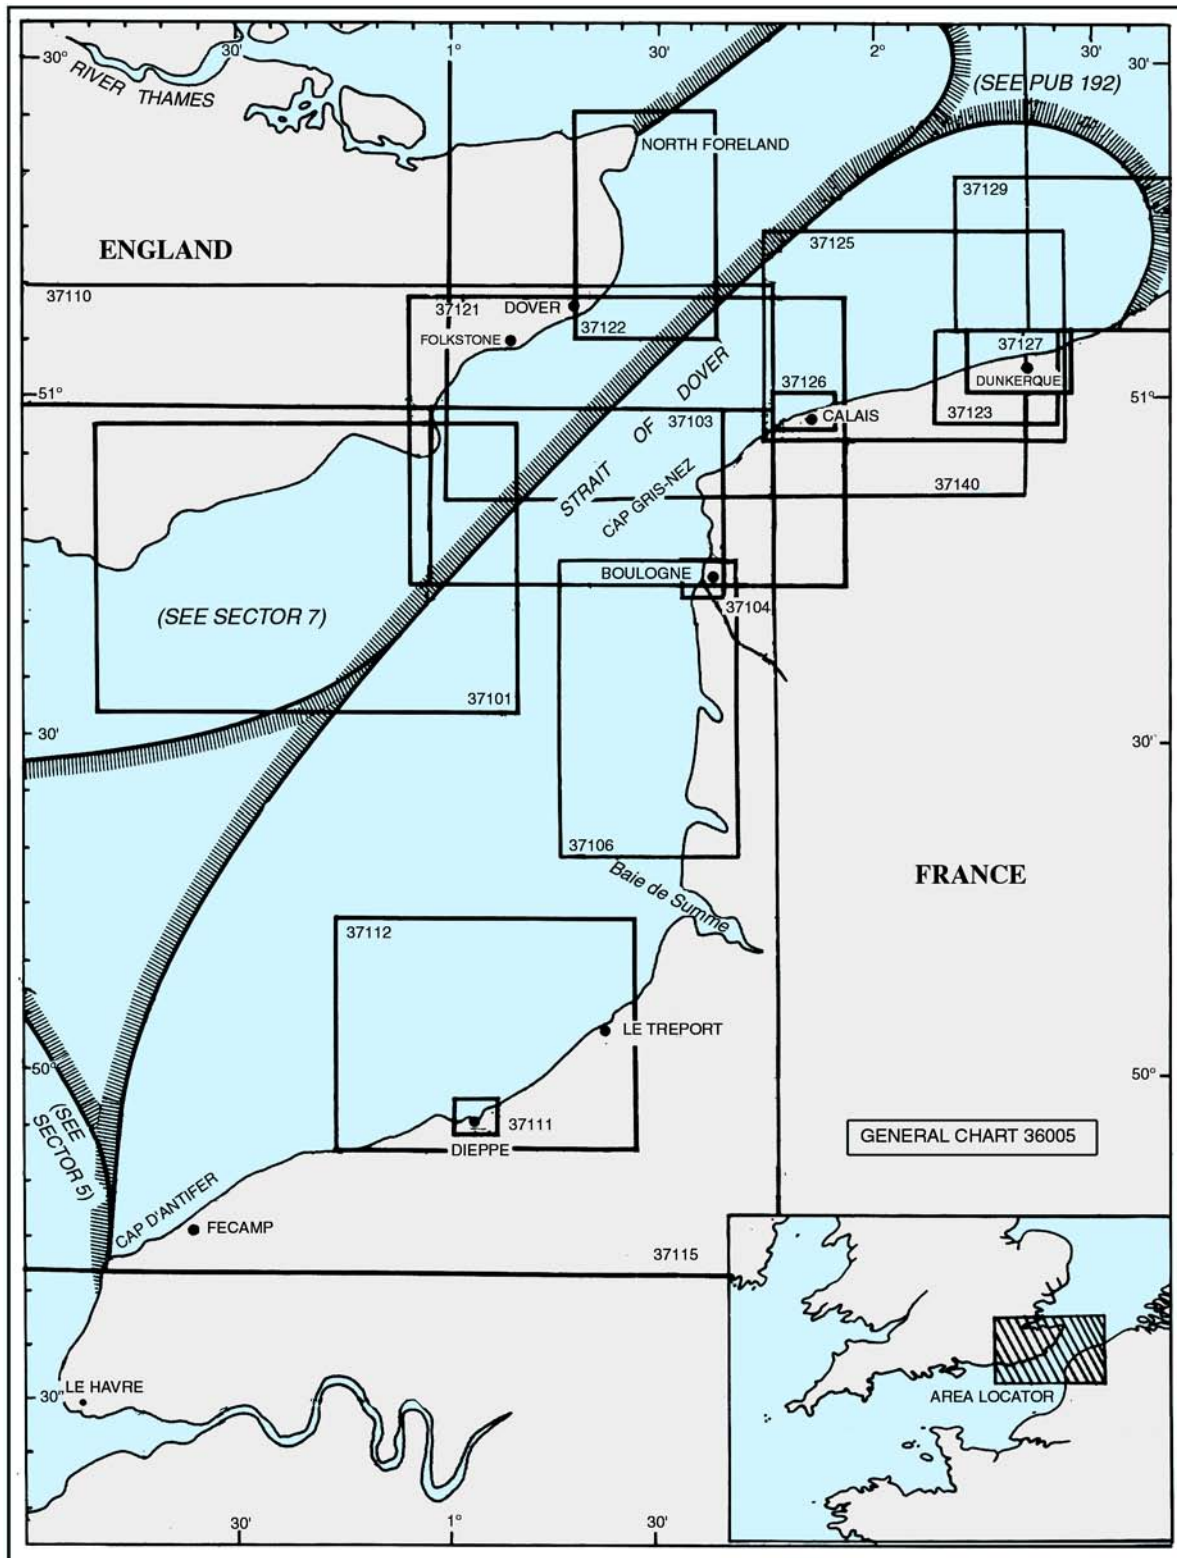 30'
1°
30'
2°
30°
30'
RIVER THAMES
(SEE PUB 192)
NORTH FORELAND
37129
ENGLAND
37125
37110
37121
DOVER
37122
FOLKSTONE
37127
DUNKERQUE
37126
51°
51°
37103
CALAIS
37123
STRAIT OF DOVER
CAP GRIS-NEZ
37140
BOULOGNE
37104
(SEE SECTOR 7)
37101
30'
30'
37106
Baie de Summe
FRANCE
37112
LE TREPORT
50°
50°
(SEE
SECTOR 5)
37111
DIEPPE
GENERAL CHART 36005
CAP D'ANTIFER
FECAMP
37115
LE HAVRE
30"
AREA LOCATOR
30'
1°
30'